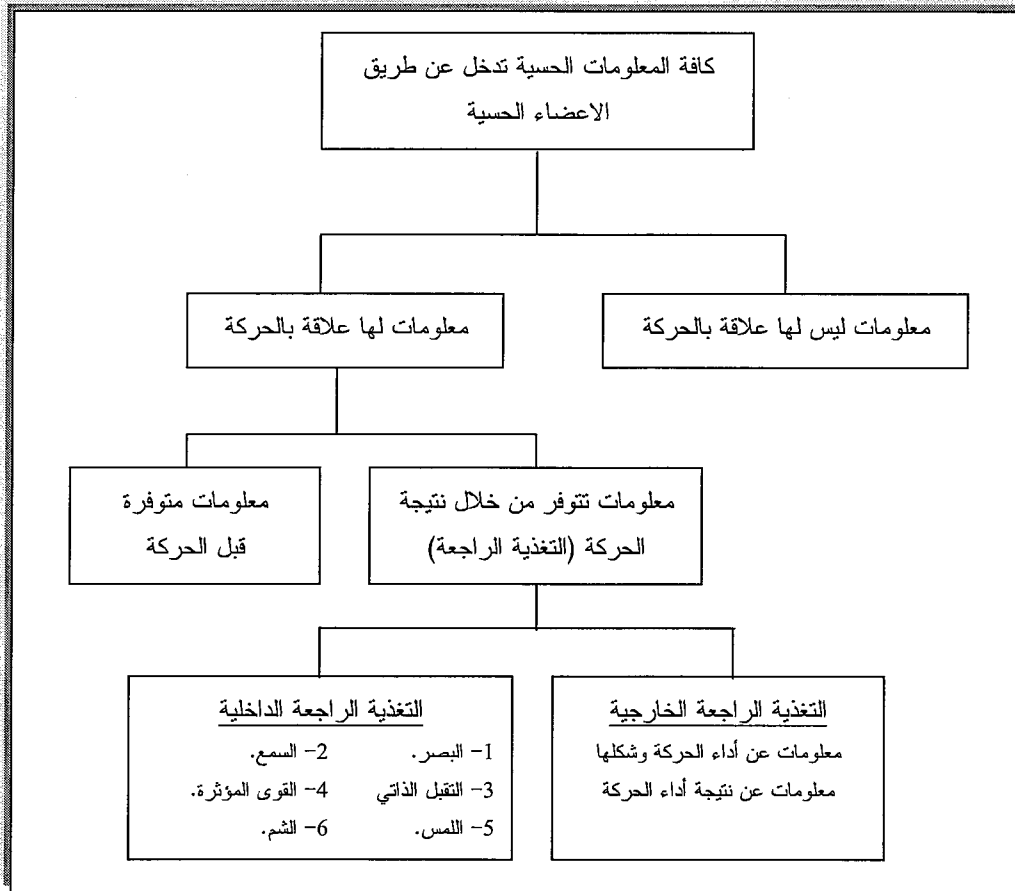 كافة المعلومات الحسية تدخل عن طريق
الاعضاء الحسية
معلومات ليس لها علاقة بالحركة
معلومات لها علاقة بالحركة
معلومات تتوفر من خلال نتيجة
الحركة (التغذية الراجعة)
معلومات متوفرة
قبل الحركة
التغذية الراجعة الخارجية
معلومات عن أداء الحركة وشكلها
معلومات عن نتيجة أداء الحركة
التغذية الراجعة الداخلية
1- البصر. 2- السمع.
3- التقبل الذاتي 4- القوى المؤثرة.
5- اللمس. 6- الشم.